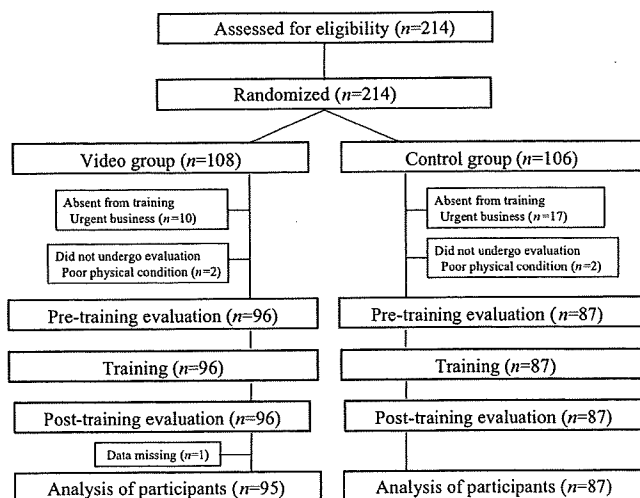 Assessed for eligibility (n=214)
Randomized (n=214)
Video group (n=108)
Absent from training
Urgent business (n=10)
Did not undergo evaluation
Poor physical condition (n=2)
Pre-training evaluation (n=96)
Training (n=96)
Post-training evaluation (n=96)
Data missing (n=1)
Analysis of participants (n=95)
Control group (n=106)
Absent from training
Urgent business (n=17)
Did not undergo evaluation
Poor physical condition (n=2)
Pre-training evaluation (n=87)
Training (n=87)
Post-training evaluation (n=87)
Analysis of participants (n=87)